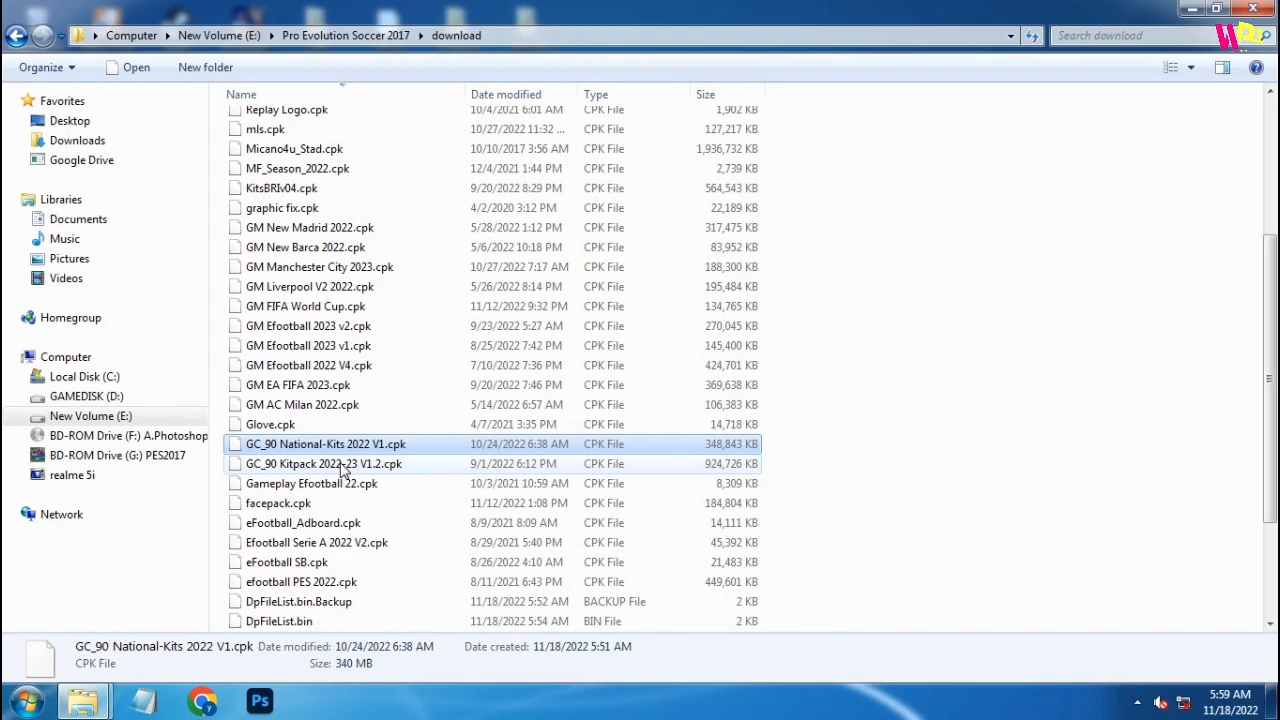 Computer New Volume (E:) Pro Evolution Soccer 2017 download Search download
Organize Open New folder
Name Date modified Type Size
Favorites
Desktop
Downloads
Google Drive
Libraries
Documents
Music
Pictures
Videos
Homegroup
Computer
Local Disk (C:)
GAMEDISK (D:)
New Volume (E:)
BD-ROM Drive (F:) A.Photoshop
BD-ROM Drive (G:) PES2017
realme 5i
Network
Replay Logo.cpk 10/4/2021 6:01 AM CPK File 1,902 KB
mls.cpk 10/27/2022 11:32 ... CPK File 127,217 KB
Micano4u_Stad.cpk 10/10/2017 3:56 AM CPK File 1,936,732 KB
MF_Season_2022.cpk 12/4/2021 1:44 PM CPK File 2,739 KB
KitsBRIv04.cpk 9/20/2022 8:29 PM CPK File 564,543 KB
graphic fix.cpk 4/2/2020 3:12 PM CPK File 22,189 KB
GM New Madrid 2022.cpk 5/28/2022 1:12 PM CPK File 317,475 KB
GM New Barca 2022.cpk 5/6/2022 10:18 PM CPK File 83,952 KB
GM Manchester City 2023.cpk 10/27/2022 7:17 AM CPK File 188,300 KB
GM Liverpool V2 2022.cpk 5/26/2022 8:14 PM CPK File 195,484 KB
GM FIFA World Cup.cpk 11/12/2022 9:32 PM CPK File 134,765 KB
GM Efootball 2023 v2.cpk 9/23/2022 5:27 AM CPK File 270,045 KB
GM Efootball 2023 v1.cpk 8/25/2022 7:42 PM CPK File 145,400 KB
GM Efootball 2022 V4.cpk 7/10/2022 7:36 PM CPK File 424,701 KB
GM EA FIFA 2023.cpk 9/20/2022 7:46 PM CPK File 369,638 KB
GM AC Milan 2022.cpk 5/14/2022 6:57 AM CPK File 106,383 KB
Glove.cpk 4/7/2021 3:35 PM CPK File 14,718 KB
GC_90 National-Kits 2022 V1.cpk 10/24/2022 6:38 AM CPK File 348,843 KB
GC_90 Kitpack 2022-23 V1.2.cpk 9/1/2022 6:12 PM CPK File 924,726 KB
Gameplay Efootball 22.cpk 10/3/2021 10:59 AM CPK File 8,309 KB
facepack.cpk 11/12/2022 1:08 PM CPK File 184,804 KB
eFootball_Adboard.cpk 8/9/2021 8:09 AM CPK File 14,111 KB
Efootball Serie A 2022 V2.cpk 8/29/2021 5:40 PM CPK File 45,392 KB
eFootball SB.cpk 8/26/2022 4:10 AM CPK File 21,483 KB
efootball PES 2022.cpk 8/11/2021 6:43 PM CPK File 449,601 KB
DpFileList.bin.Backup 11/18/2022 5:52 AM BACKUP File 2 KB
DpFileList.bin 11/18/2022 5:54 AM BIN File 2 KB
GC_90 National-Kits 2022 V1.cpk Date modified: 10/24/2022 6:38 AM Date created: 11/18/2022 5:51 AM
CPK File Size: 340 MB
Ps
5:59 AM
11/18/2022